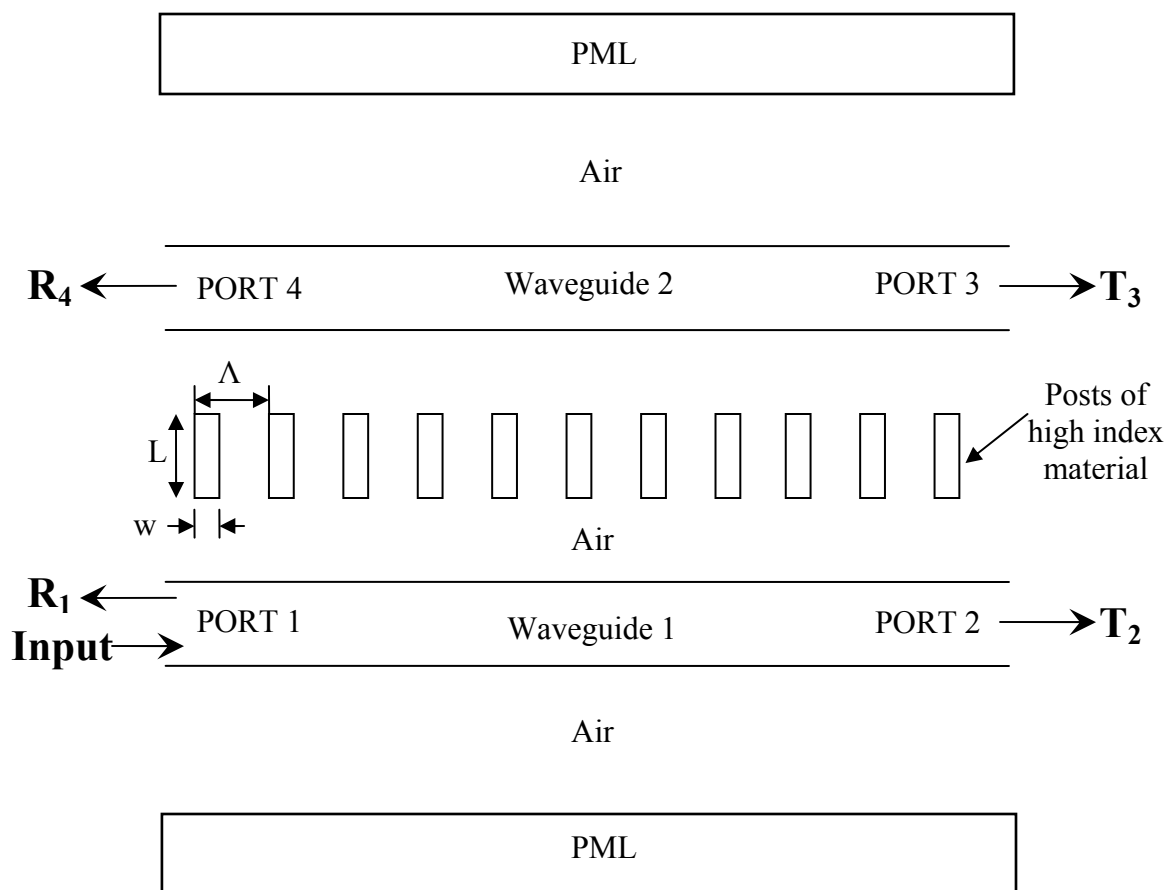 PML
Air
R4
PORT 4
Waveguide 2
PORT 3
T3
Λ
L
w
Posts of
high index
material
Air
R1
Input
PORT 1
Waveguide 1
PORT 2
T2
Air
PML